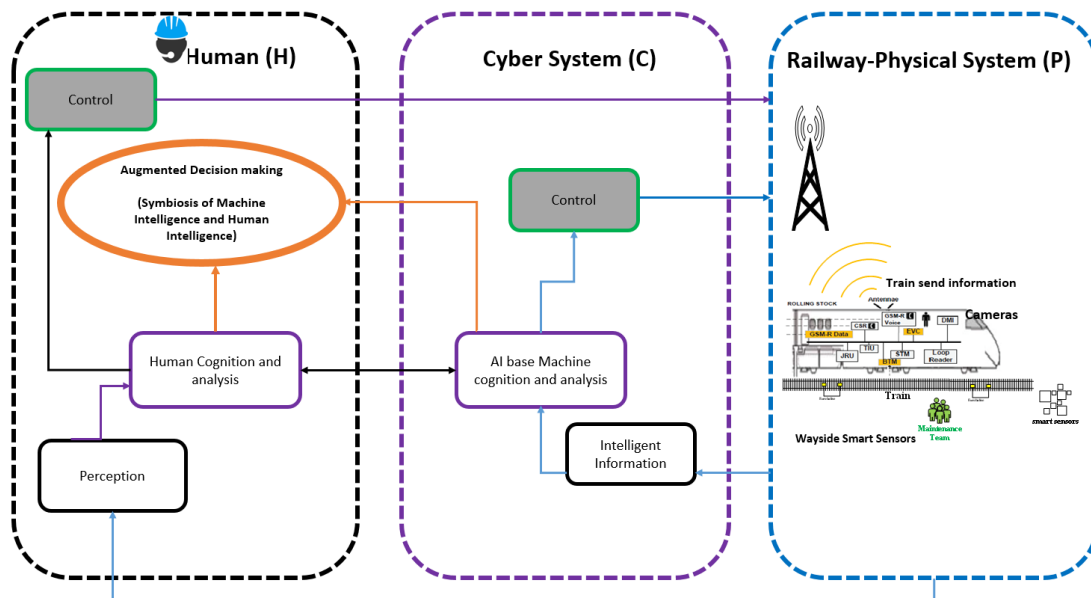 Human (H)
Control
Augmented Decision making
(Symbiosis of Machine
Intelligence and Human
Intelligence)
Human Cognition and
analysis
Perception
Cyber System (C)
Control
AI base Machine
cognition and analysis
Intelligent
Information
Railway-Physical System (P)
Train send information
Antennae
ROLLING STOCK
Cameras
GSM-R
Voice
DMI
CSR
EVC
GSM-R Data
JRU
TIU
STM
BTM
Loop
Reader
Train
smart sensors
Maintenance
Team
Wayside Smart Sensors